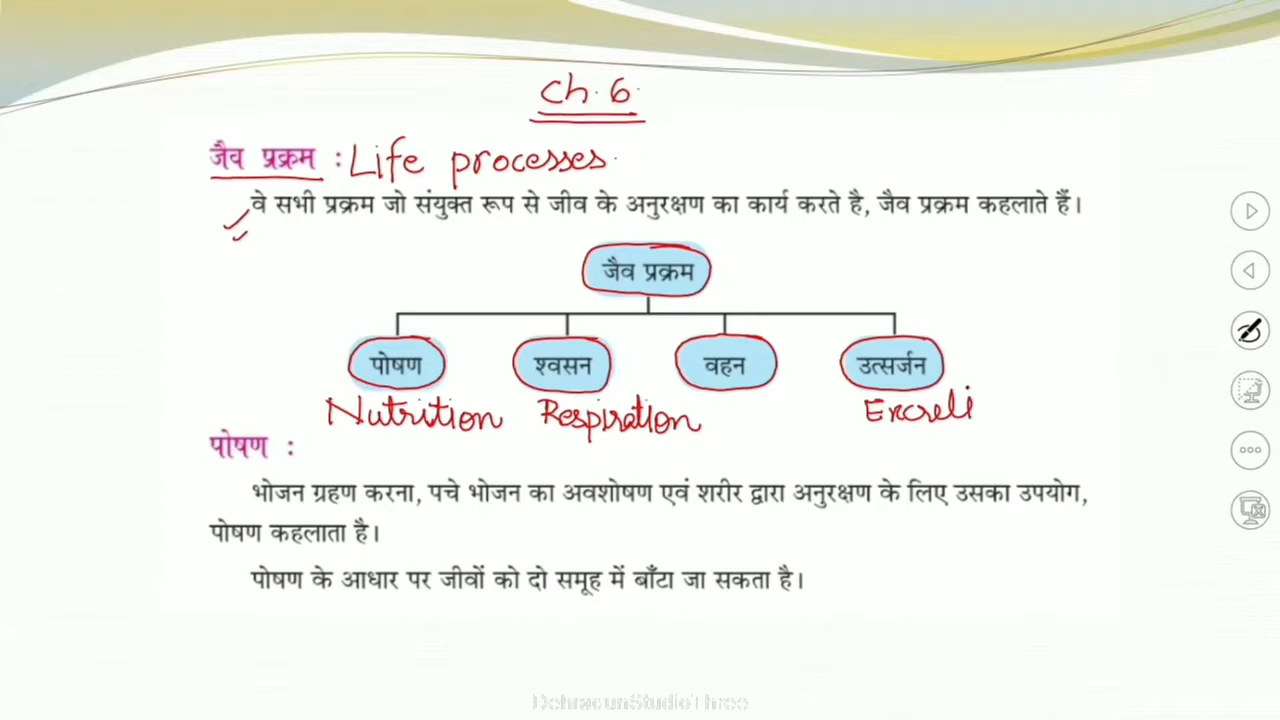 Ch. 6.
जैव प्रक्रम : Life processes.
वे सभी प्रक्रम जो संयुक्त रूप से जीव के अनुरक्षण का कार्य करते है, जैव प्रक्रम कहलाते हैं।
जैव प्रक्रम
पोषण श्वसन वहन उत्सर्जन
Nutrition Respiration Excreti
पोषण :
भोजन ग्रहण करना, पचे भोजन का अवशोषण एवं शरीर द्वारा अनुरक्षण के लिए उसका उपयोग,
पोषण कहलाता है।
पोषण के आधार पर जीवों को दो समूह में बाँटा जा सकता है।
DehradunStudioThree